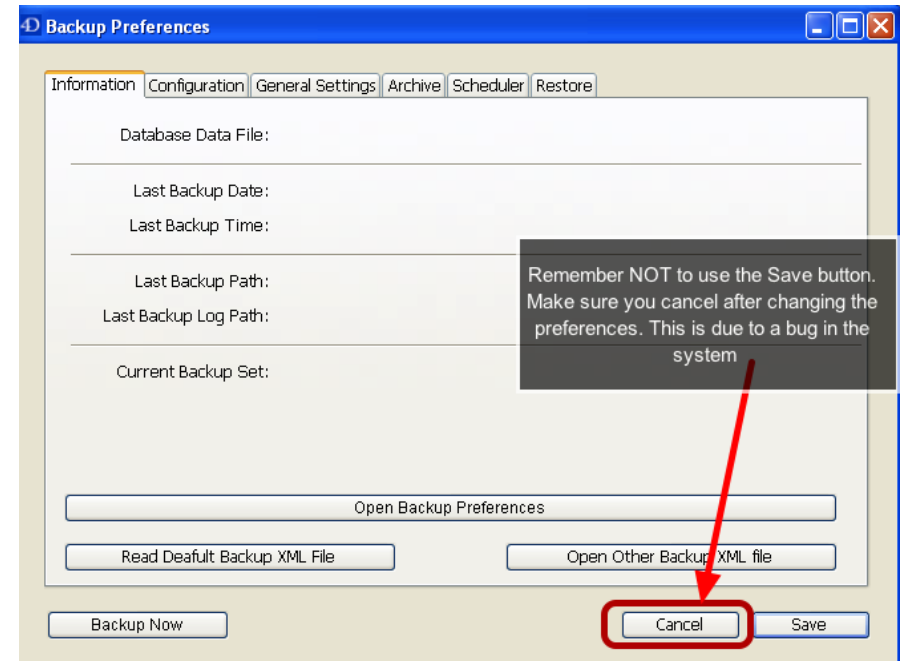 4D Backup Preferences
Information Configuration General Settings Archive Scheduler Restore
Database Data File:
Last Backup Date:
Last Backup Time:
Last Backup Path:
Last Backup Log Path:
Current Backup Set:
Remember NOT to use the Save button.
Make sure you cancel after changing the
preferences. This is due to a bug in the
system
Open Backup Preferences
Read Deafult Backup XML File Open Other Backup XML file
Backup Now Cancel Save